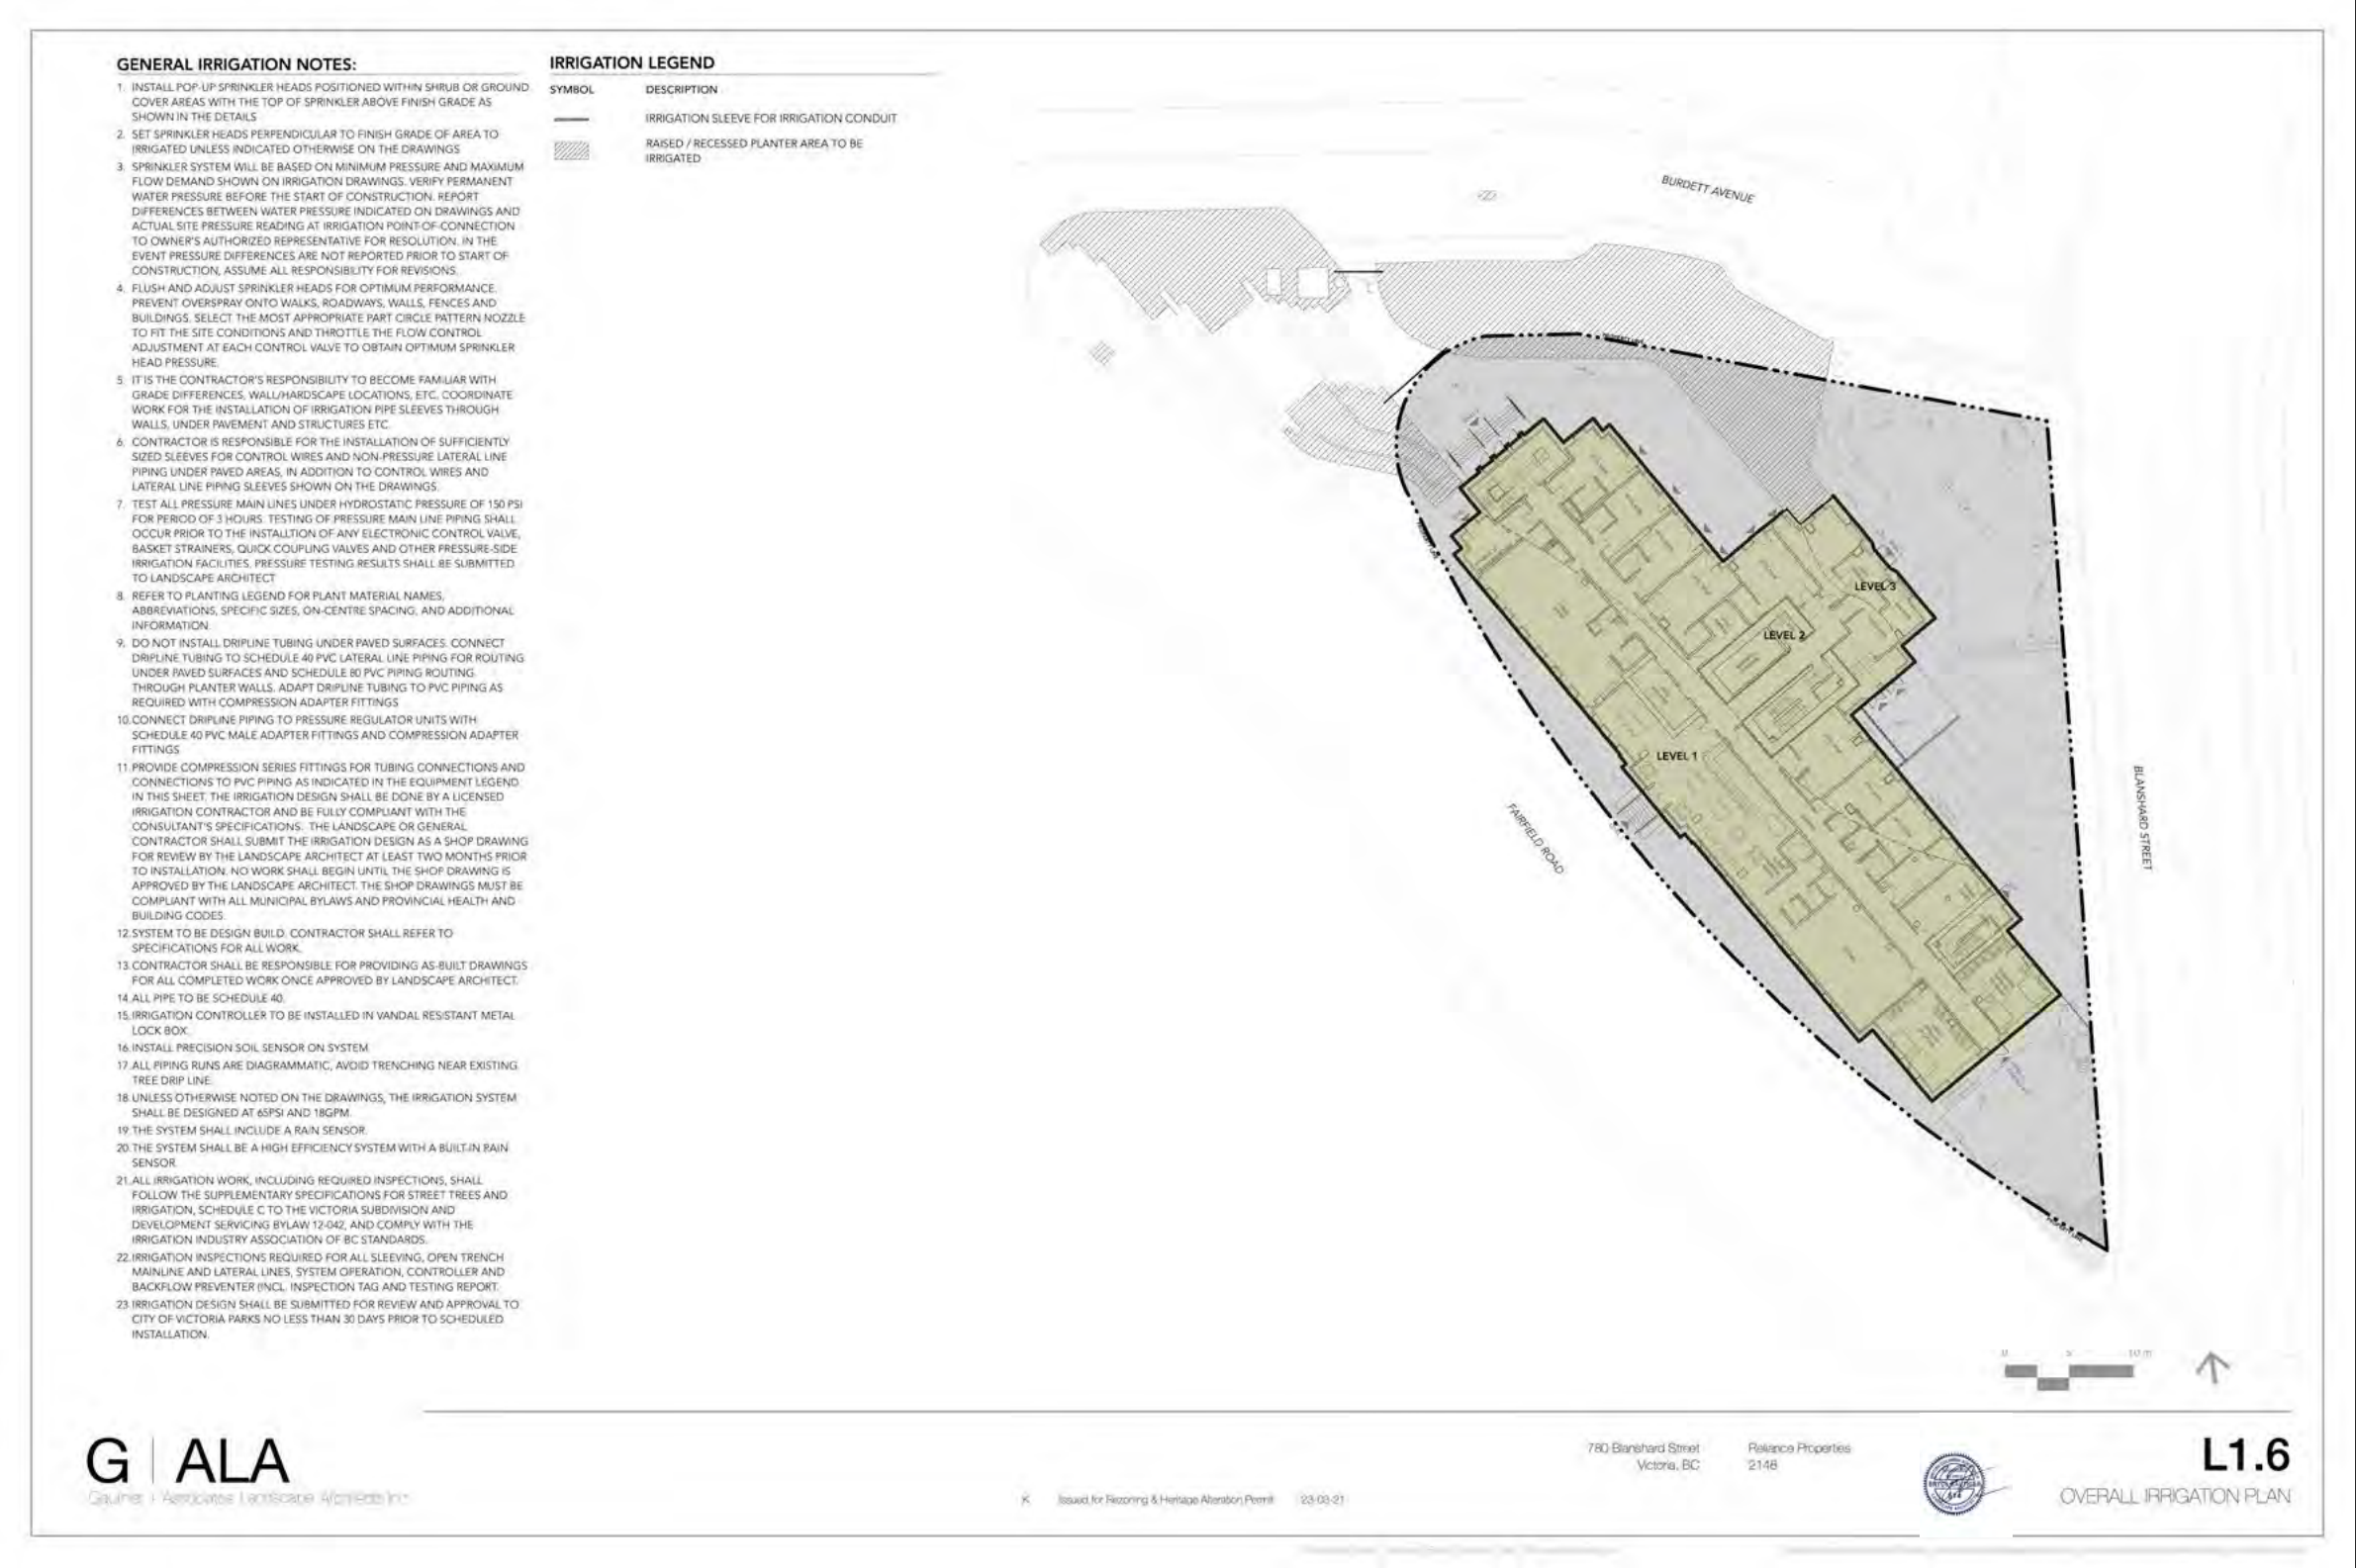 GENERAL IRRIGATION NOTES:
1. INSTALL POP-UP SPRINKLER HEADS POSITIONED WITHIN SHRUB OR GROUND
COVER AREAS WITH THE TOP OF SPRINKLER ABOVE FINISH GRADE AS
SHOWN IN THE DETAILS
2. SET SPRINKLER HEADS PERPENDICULAR TO FINISH GRADE OF AREA TO
IRRIGATED UNLESS INDICATED OTHERWISE ON THE DRAWINGS
3. SPRINKLER SYSTEM WILL BE BASED ON MINIMUM PRESSURE AND MAXIMUM
FLOW DEMAND SHOWN ON IRRIGATION DRAWINGS. VERIFY PERMANENT
WATER PRESSURE BEFORE THE START OF CONSTRUCTION. REPORT
DIFFERENCES BETWEEN WATER PRESSURE INDICATED ON DRAWINGS AND
ACTUAL SITE PRESSURE READING AT IRRIGATION POINT-OF-CONNECTION
TO OWNER'S AUTHORIZED REPRESENTATIVE FOR RESOLUTION. IN THE
EVENT PRESSURE DIFFERENCES ARE NOT REPORTED PRIOR TO START OF
CONSTRUCTION, ASSUME ALL RESPONSIBILITY FOR REVISIONS.
4. FLUSH AND ADJUST SPRINKLER HEADS FOR OPTIMUM PERFORMANCE.
PREVENT OVERSPRAY ONTO WALKS, ROADWAYS, WALLS, FENCES AND
BUILDINGS. SELECT THE MOST APPROPRIATE PART CIRCLE PATTERN NOZZLE
TO FIT THE SITE CONDITIONS AND THROTTLE THE FLOW CONTROL
ADJUSTMENT AT EACH CONTROL VALVE TO OBTAIN OPTIMUM SPRINKLER
HEAD PRESSURE.
5. IT IS THE CONTRACTOR'S RESPONSIBILITY TO BECOME FAMILIAR WITH
GRADE DIFFERENCES, WALL/HARDSCAPE LOCATIONS, ETC. COORDINATE
WORK FOR THE INSTALLATION OF IRRIGATION PIPE SLEEVES THROUGH
WALLS, UNDER PAVEMENT AND STRUCTURES ETC.
6. CONTRACTOR IS RESPONSIBLE FOR THE INSTALLATION OF SUFFICIENTLY
SIZED SLEEVES FOR CONTROL WIRES AND NON-PRESSURE LATERAL LINE
PIPING UNDER PAVED AREAS, IN ADDITION TO CONTROL WIRES AND
LATERAL LINE PIPING SLEEVES SHOWN ON THE DRAWINGS.
7. TEST ALL PRESSURE MAIN LINES UNDER HYDROSTATIC PRESSURE OF 150 PSI
FOR PERIOD OF 3 HOURS. TESTING OF PRESSURE MAIN LINE PIPING SHALL
OCCUR PRIOR TO THE INSTALLTION OF ANY ELECTRONIC CONTROL VALVE,
BASKET STRAINERS, QUICK COUPLING VALVES AND OTHER PRESSURE-SIDE
IRRIGATION FACILITIES. PRESSURE TESTING RESULTS SHALL BE SUBMITTED
TO LANDSCAPE ARCHITECT
8. REFER TO PLANTING LEGEND FOR PLANT MATERIAL NAMES,
ABBREVIATIONS, SPECIFIC SIZES, ON-CENTRE SPACING, AND ADDITIONAL
INFORMATION.
9. DO NOT INSTALL DRIPLINE TUBING UNDER PAVED SURFACES. CONNECT
DRIPLINE TUBING TO SCHEDULE 40 PVC LATERAL LINE PIPING FOR ROUTING
UNDER PAVED SURFACES AND SCHEDULE 80 PVC PIPING ROUTING
THROUGH PLANTER WALLS. ADAPT DRIPLINE TUBING TO PVC PIPING AS
REQUIRED WITH COMPRESSION ADAPTER FITTINGS
10. CONNECT DRIPLINE PIPING TO PRESSURE REGULATOR UNITS WITH
SCHEDULE 40 PVC MALE ADAPTER FITTINGS AND COMPRESSION ADAPTER
FITTINGS
11. PROVIDE COMPRESSION SERIES FITTINGS FOR TUBING CONNECTIONS AND
CONNECTIONS TO PVC PIPING AS INDICATED IN THE EQUIPMENT LEGEND
IN THIS SHEET. THE IRRIGATION DESIGN SHALL BE DONE BY A LICENSED
IRRIGATION CONTRACTOR AND BE FULLY COMPLIANT WITH THE
CONSULTANT'S SPECIFICATIONS. THE LANDSCAPE OR GENERAL
CONTRACTOR SHALL SUBMIT THE IRRIGATION DESIGN AS A SHOP DRAWING
FOR REVIEW BY THE LANDSCAPE ARCHITECT AT LEAST TWO MONTHS PRIOR
TO INSTALLATION. NO WORK SHALL BEGIN UNTIL THE SHOP DRAWING IS
APPROVED BY THE LANDSCAPE ARCHITECT. THE SHOP DRAWINGS MUST BE
COMPLIANT WITH ALL MUNICIPAL BYLAWS AND PROVINCIAL HEALTH AND
BUILDING CODES.
12. SYSTEM TO BE DESIGN BUILD. CONTRACTOR SHALL REFER TO
SPECIFICATIONS FOR ALL WORK.
13. CONTRACTOR SHALL BE RESPONSIBLE FOR PROVIDING AS-BUILT DRAWINGS
FOR ALL COMPLETED WORK ONCE APPROVED BY LANDSCAPE ARCHITECT.
14. ALL PIPE TO BE SCHEDULE 40.
15. IRRIGATION CONTROLLER TO BE INSTALLED IN VANDAL RESISTANT METAL
LOCK BOX.
16. INSTALL PRECISION SOIL SENSOR ON SYSTEM
17. ALL PIPING RUNS ARE DIAGRAMMATIC, AVOID TRENCHING NEAR EXISTING
TREE DRIP LINE.
18. UNLESS OTHERWISE NOTED ON THE DRAWINGS, THE IRRIGATION SYSTEM
SHALL BE DESIGNED AT 65PSI AND 18GPM.
19. THE SYSTEM SHALL INCLUDE A RAIN SENSOR.
20. THE SYSTEM SHALL BE A HIGH EFFICIENCY SYSTEM WITH A BUILT-IN RAIN
SENSOR.
21. ALL IRRIGATION WORK, INCLUDING REQUIRED INSPECTIONS, SHALL
FOLLOW THE SUPPLEMENTARY SPECIFICATIONS FOR STREET TREES AND
IRRIGATION, SCHEDULE C TO THE VICTORIA SUBDIVISION AND
DEVELOPMENT SERVICING BYLAW 12-042, AND COMPLY WITH THE
IRRIGATION INDUSTRY ASSOCIATION OF BC STANDARDS.
22. IRRIGATION INSPECTIONS REQUIRED FOR ALL SLEEVING, OPEN TRENCH
MAINLINE AND LATERAL LINES, SYSTEM OPERATION, CONTROLLER AND
BACKFLOW PREVENTER (INCL. INSPECTION TAG AND TESTING REPORT.
23. IRRIGATION DESIGN SHALL BE SUBMITTED FOR REVIEW AND APPROVAL TO
CITY OF VICTORIA PARKS NO LESS THAN 30 DAYS PRIOR TO SCHEDULED
INSTALLATION.
IRRIGATION LEGEND
SYMBOL DESCRIPTION
IRRIGATION SLEEVE FOR IRRIGATION CONDUIT
RAISED / RECESSED PLANTER AREA TO BE
IRRIGATED
BURDETT AVENUE
LEVEL 3
LEVEL 2
LEVEL 1
FAIRFIELD ROAD
BLANSHARD STREET
0 5 10 m
G | ALA
Gauthier + Associates Landscape Architects Inc.
K Issued for Rezoning & Heritage Alteration Permit 23-03-21
780 Blanshard Street
Victoria, BC
Reliance Properties
2148
L1.6
OVERALL IRRIGATION PLAN